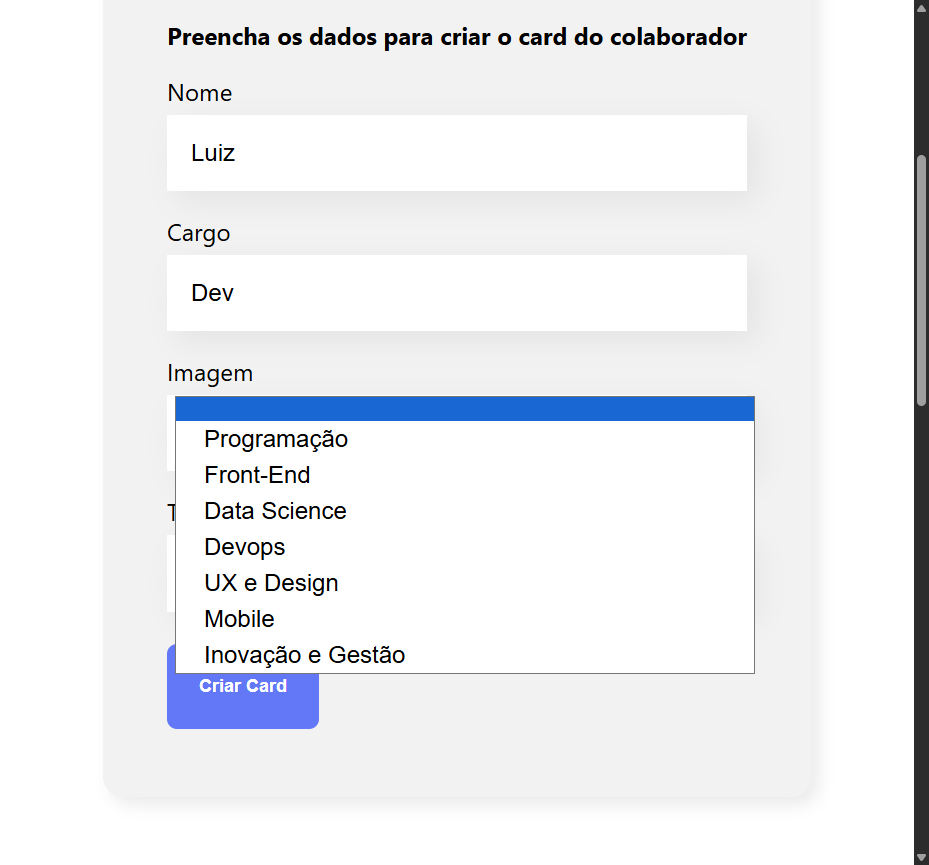 Preencha os dados para criar o card do colaborador
Nome
Luiz
Cargo
Dev
Imagem
Programação
Front-End
Data Science
Devops
UX e Design
Mobile
Inovação e Gestão
Criar Card